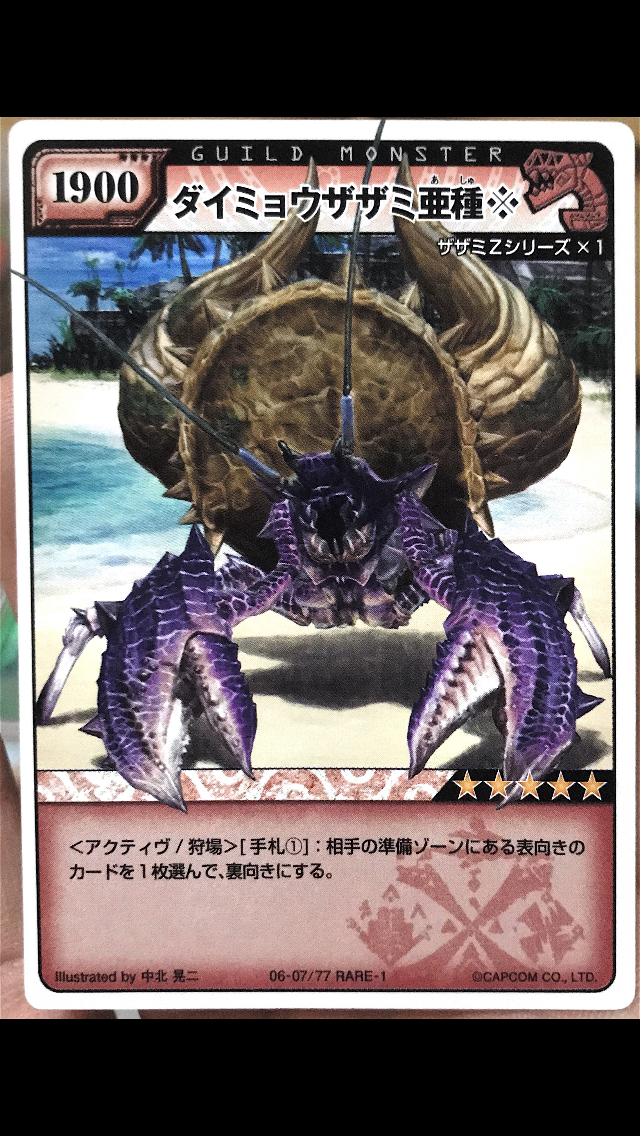 GUILD MONSTER
1900
ダイミョウザザミ亜種※
あしゅ
ザザミZシリーズ×1
★★★★★
＜アクティヴ/狩場＞[手札①]：相手の準備ゾーンにある表向きの
カードを1枚選んで、裏向きにする。
Illustrated by 中北 晃二 06-07/77 RARE-1 ©CAPCOM CO., LTD.